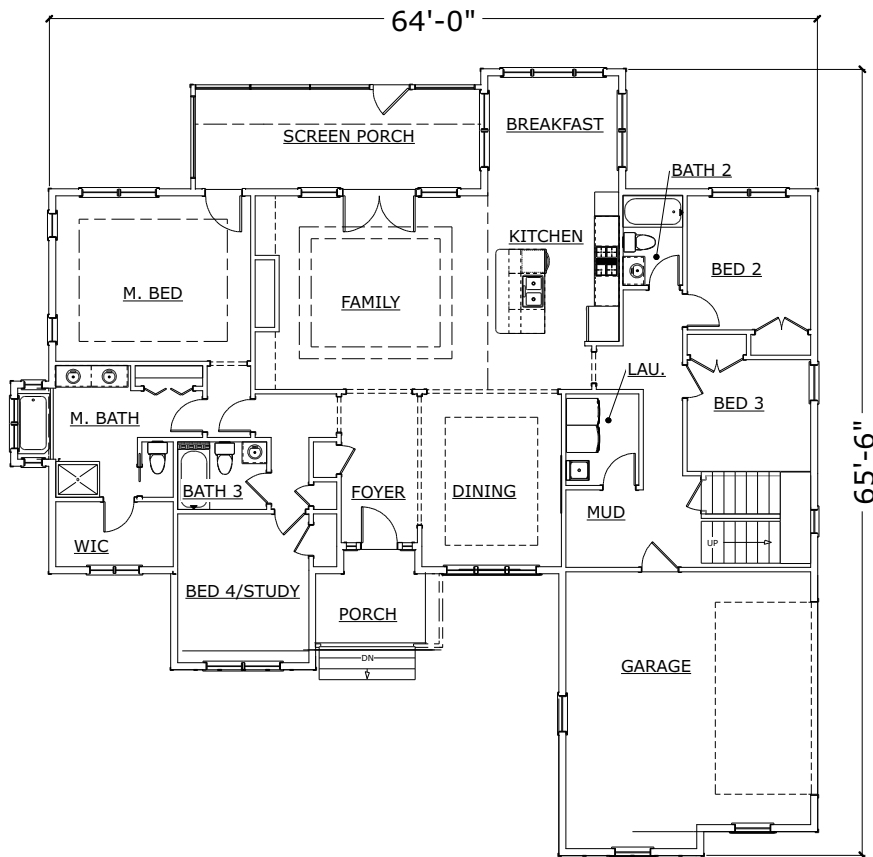 64'-0"
BREAKFAST
SCREEN PORCH
BATH 2
KITCHEN
BED 2
M. BED
FAMILY
LAU.
BED 3
M. BATH
65'-6"
BATH 3
FOYER
DINING
MUD
WIC
UP
BED 4/STUDY
PORCH
DN
GARAGE